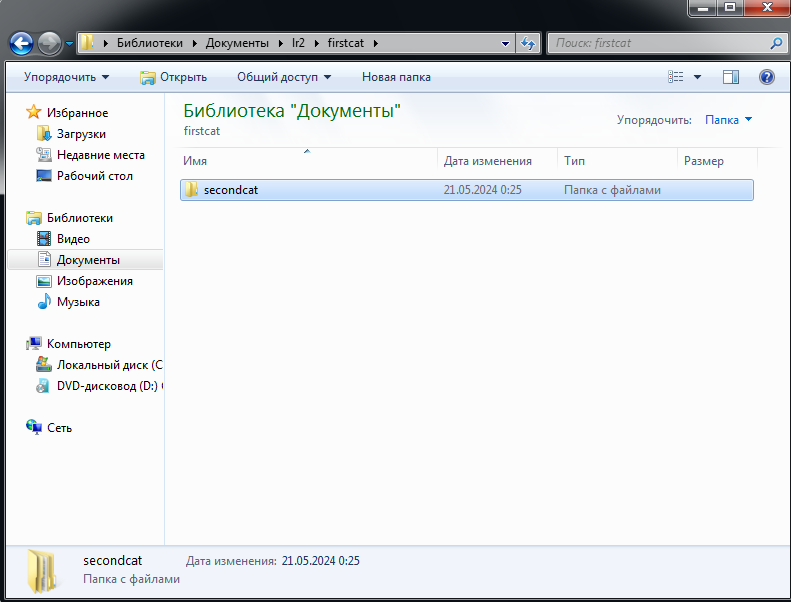 Библиотеки Документы lr2 firstcat
Поиск: firstcat
Упорядочить Открыть Общий доступ Новая папка
Избранное
Загрузки
Недавние места
Рабочий стол
Библиотеки
Видео
Документы
Изображения
Музыка
Компьютер
Локальный диск (C
DVD-дисковод (D:)
Сеть
Библиотека "Документы"
firstcat
Упорядочить: Папка
Имя Дата изменения Тип Размер
secondcat 21.05.2024 0:25 Папка с файлами
secondcat Дата изменения: 21.05.2024 0:25
Папка с файлами